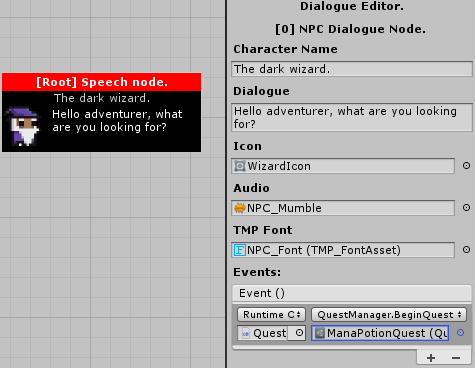 [Root] Speech node.
The dark wizard.
Hello adventurer, what
are you looking for?
Dialogue Editor.
[0] NPC Dialogue Node.
Character Name
The dark wizard.
Dialogue
Hello adventurer, what are you looking
for?
Icon
WizardIcon
Audio
NPC_Mumble
TMP Font
NPC_Font (TMP_FontAsset)
Events:
Event ()
Runtime C QuestManager.BeginQuest
Quest ManaPotionQuest (Qu
+ −